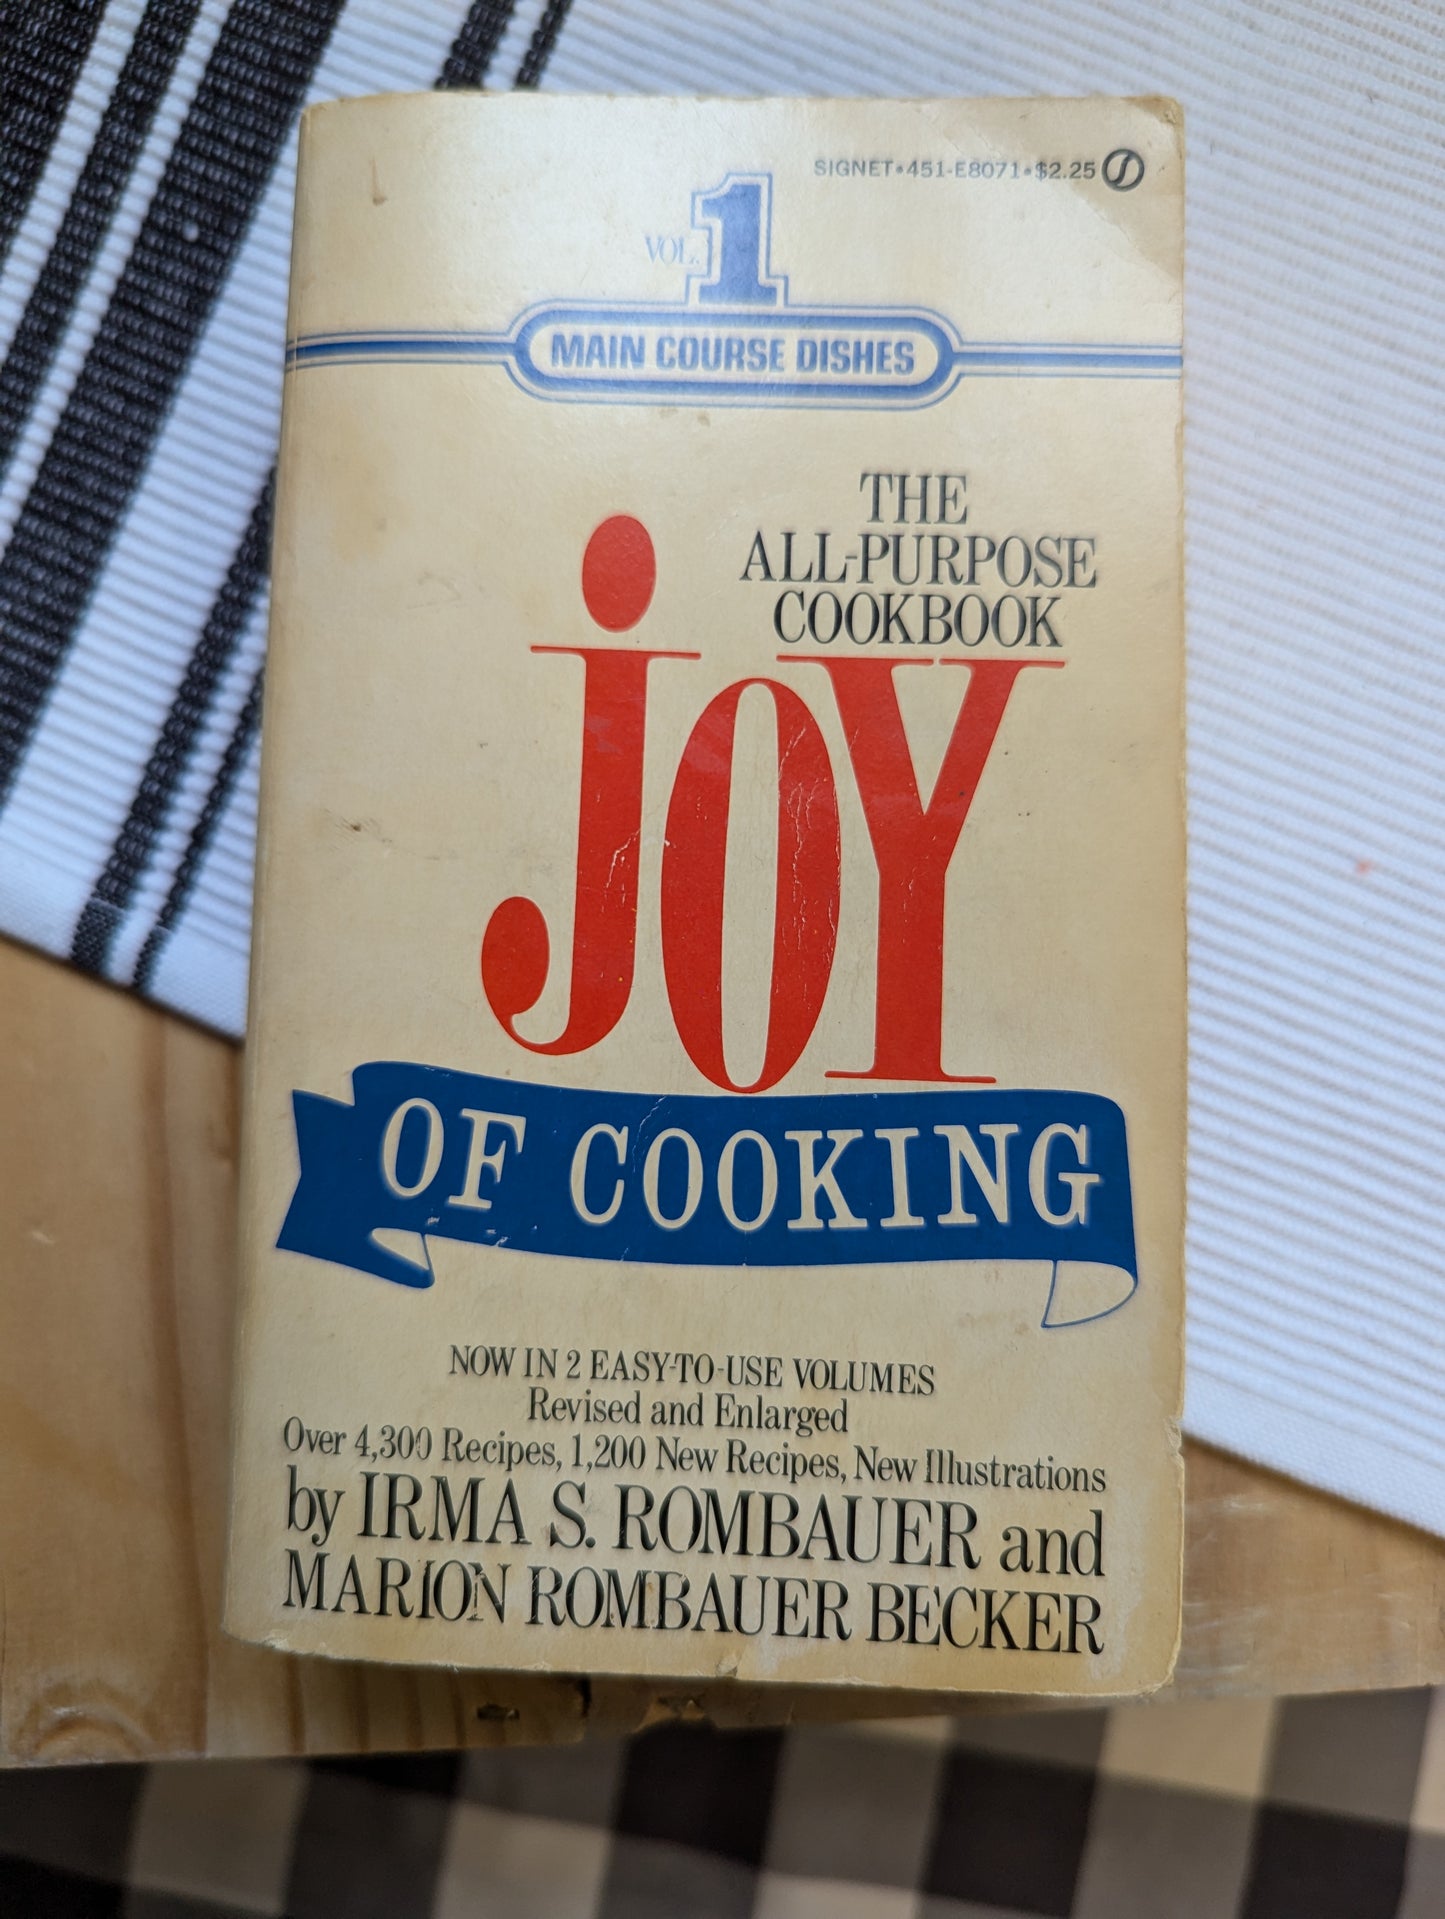 SIGNET•451-E8071•$2.25
VOL. 1
MAIN COURSE DISHES
THE
ALL-PURPOSE
COOKBOOK
jOY
OF COOKING
NOW IN 2 EASY-TO-USE VOLUMES
Revised and Enlarged
Over 4,300 Recipes, 1,200 New Recipes, New Illustrations
by IRMA S. ROMBAUER and
MARION ROMBAUER BECKER